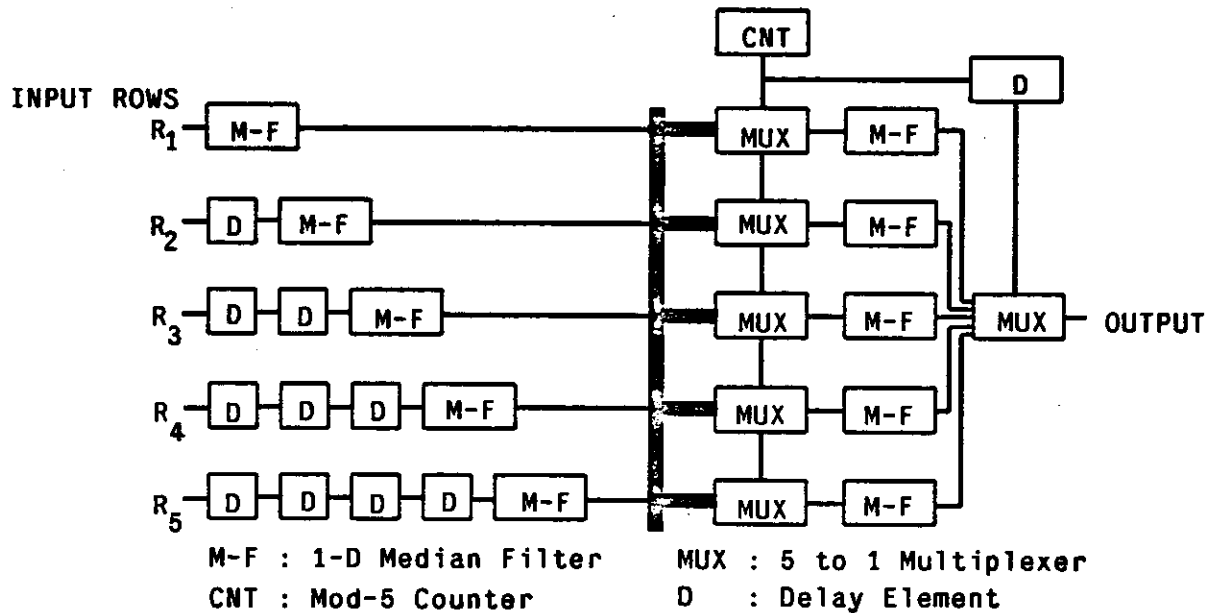 CNT
D
INPUT ROWS
R1 M-F MUX M-F
R2 D M-F MUX M-F
R3 D D M-F MUX M-F MUX OUTPUT
R4 D D D M-F MUX M-F
R5 D D D D M-F MUX M-F
M-F : 1-D Median Filter MUX : 5 to 1 Multiplexer
CNT : Mod-5 Counter D : Delay Element